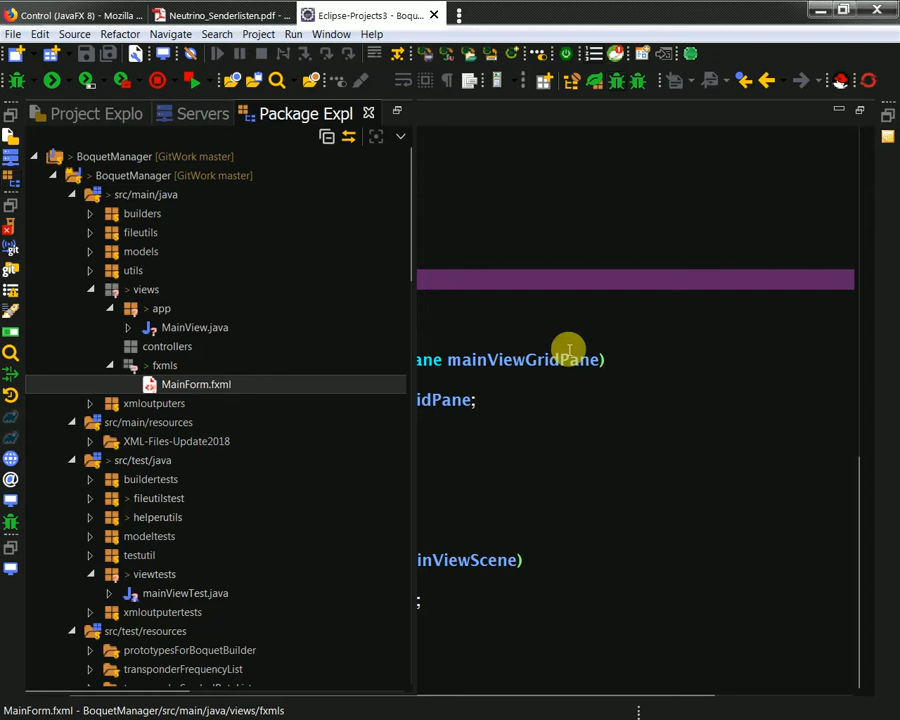 Control (JavaFX 8) - Mozilla ...
Neutrino_Senderlisten.pdf - ...
Eclipse-Projects3 - Boquet...
File Edit Source Refactor Navigate Search Project Run Window Help
Project Explo
Servers
Package Expl
> BoquetManager [GitWork master]
> BoquetManager [GitWork master]
src/main/java
builders
fileutils
models
utils
> views
> app
MainView.java
controllers
> fxmls
MainForm.fxml
xmloutputers
src/main/resources
XML-Files-Update2018
> src/test/java
buildertests
> fileutilstest
> helperutils
modeltests
testutil
> viewtests
mainViewTest.java
xmloutputertests
src/test/resources
prototypesForBoquetBuilder
transponderFrequencyList
ane mainViewGridPane)
idPane;
inViewScene)
;
MainForm.fxml - BoquetManager/src/main/java/views/fxmls